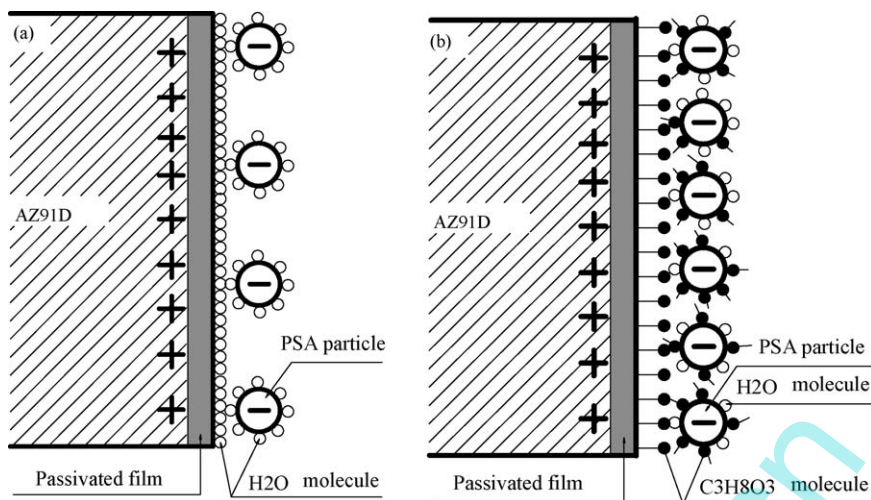 (a)
AZ91D
PSA particle
Passivated film
H2O molecule
(b)
AZ91D
PSA particle
H2O molecule
Passivated film
C3H8O3 molecule